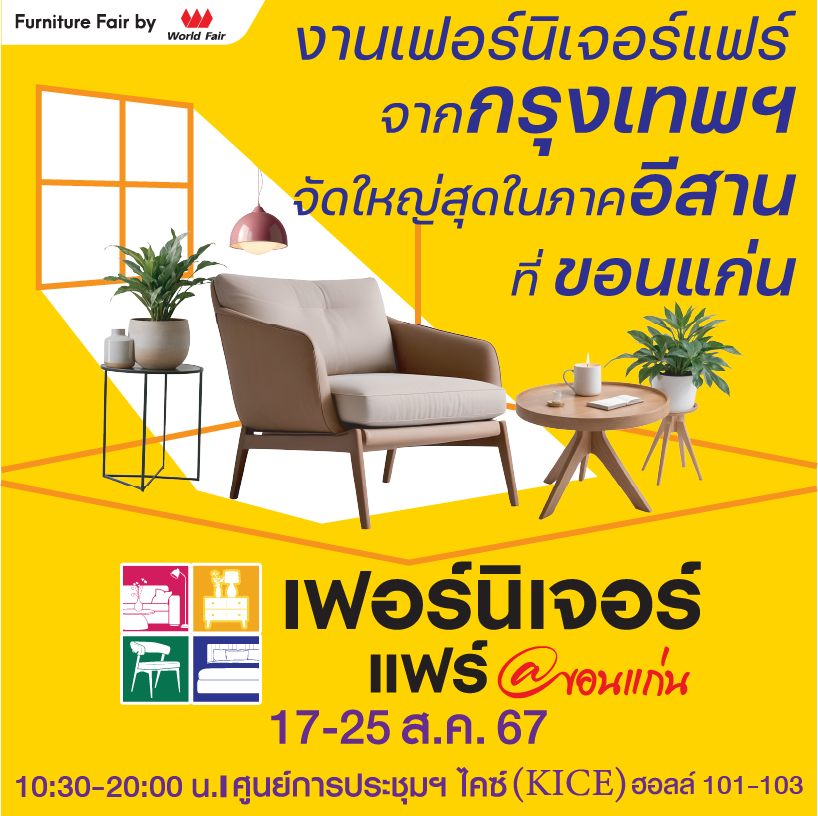 Furniture Fair by World Fair
งานเฟอร์นิเจอร์แฟร์
จากกรุงเทพฯ
จัดใหญ่สุดในภาคอีสาน
ที่ ขอนแก่น
เฟอร์นิเจอร์
แฟร์ @ขอนแก่น
17-25 ส.ค. 67
10:30-20:00 น.| ศูนย์การประชุมฯ ไคซ์ (KICE) ฮอลล์ 101-103